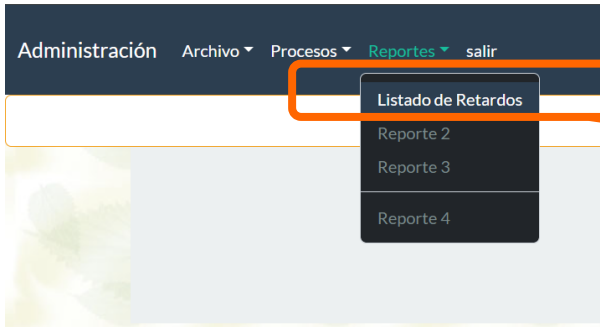 Administración Archivo Procesos Reportes salir
Listado de Retardos
Reporte 2
Reporte 3
Reporte 4